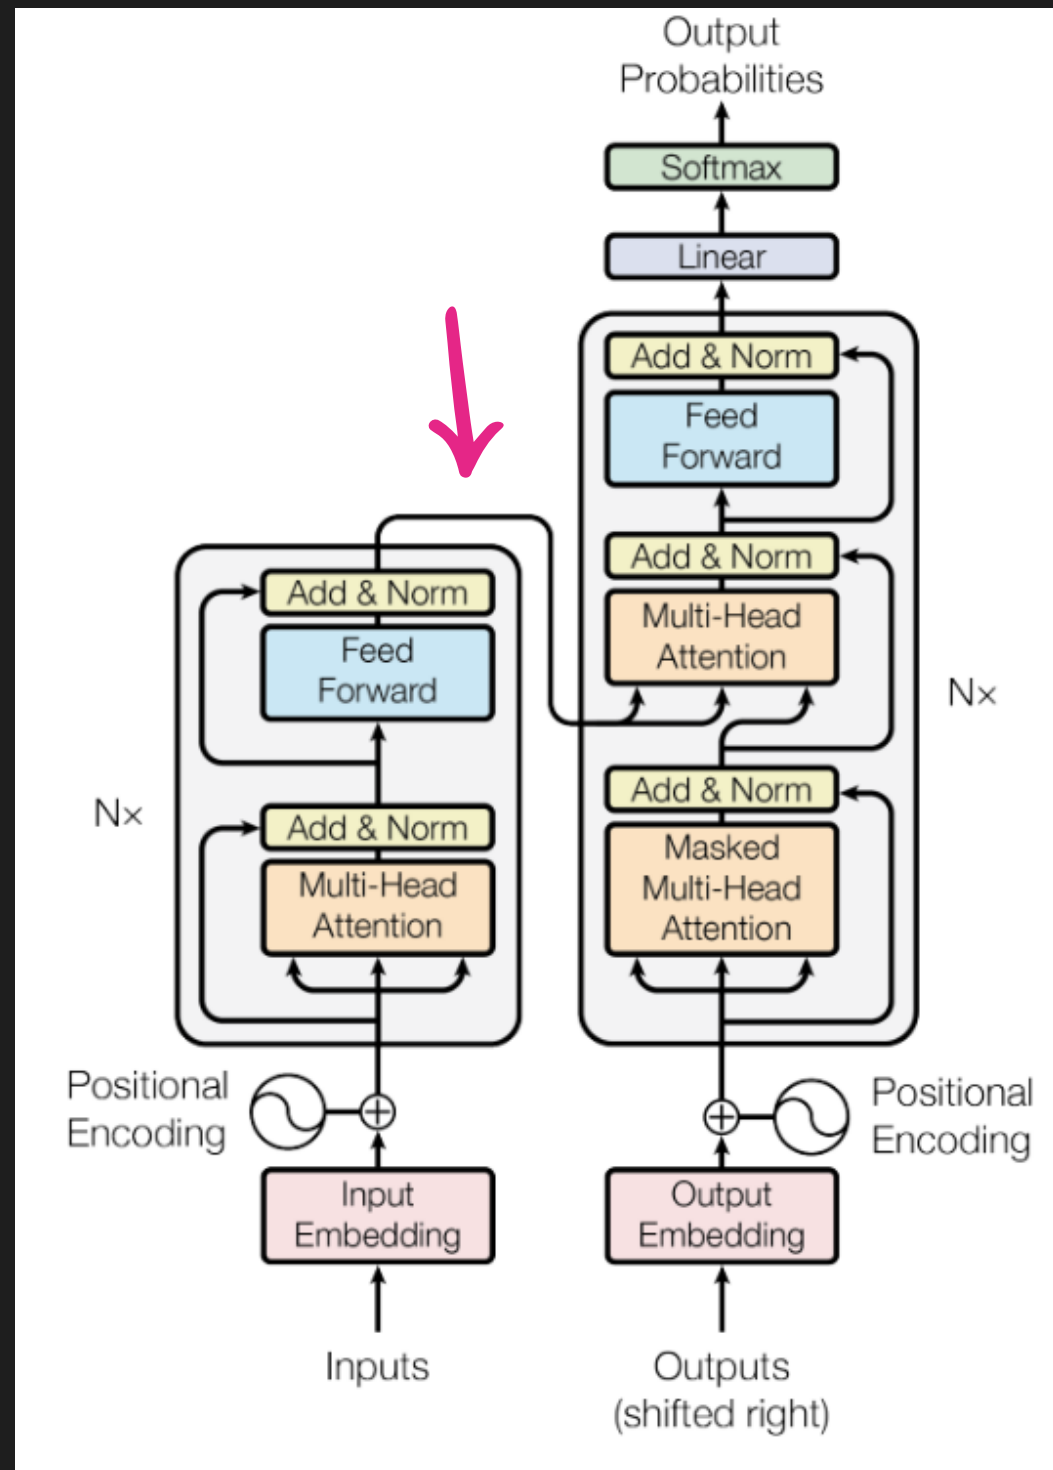 Output
Probabilities
Softmax
Linear
Add & Norm
Feed
Forward
Add & Norm
Multi-Head
Attention
Add & Norm
Masked
Multi-Head
Attention
Nx
Add & Norm
Feed
Forward
Add & Norm
Multi-Head
Attention
Nx
Positional
Encoding
Positional
Encoding
Input
Embedding
Output
Embedding
Inputs
Outputs
(shifted right)